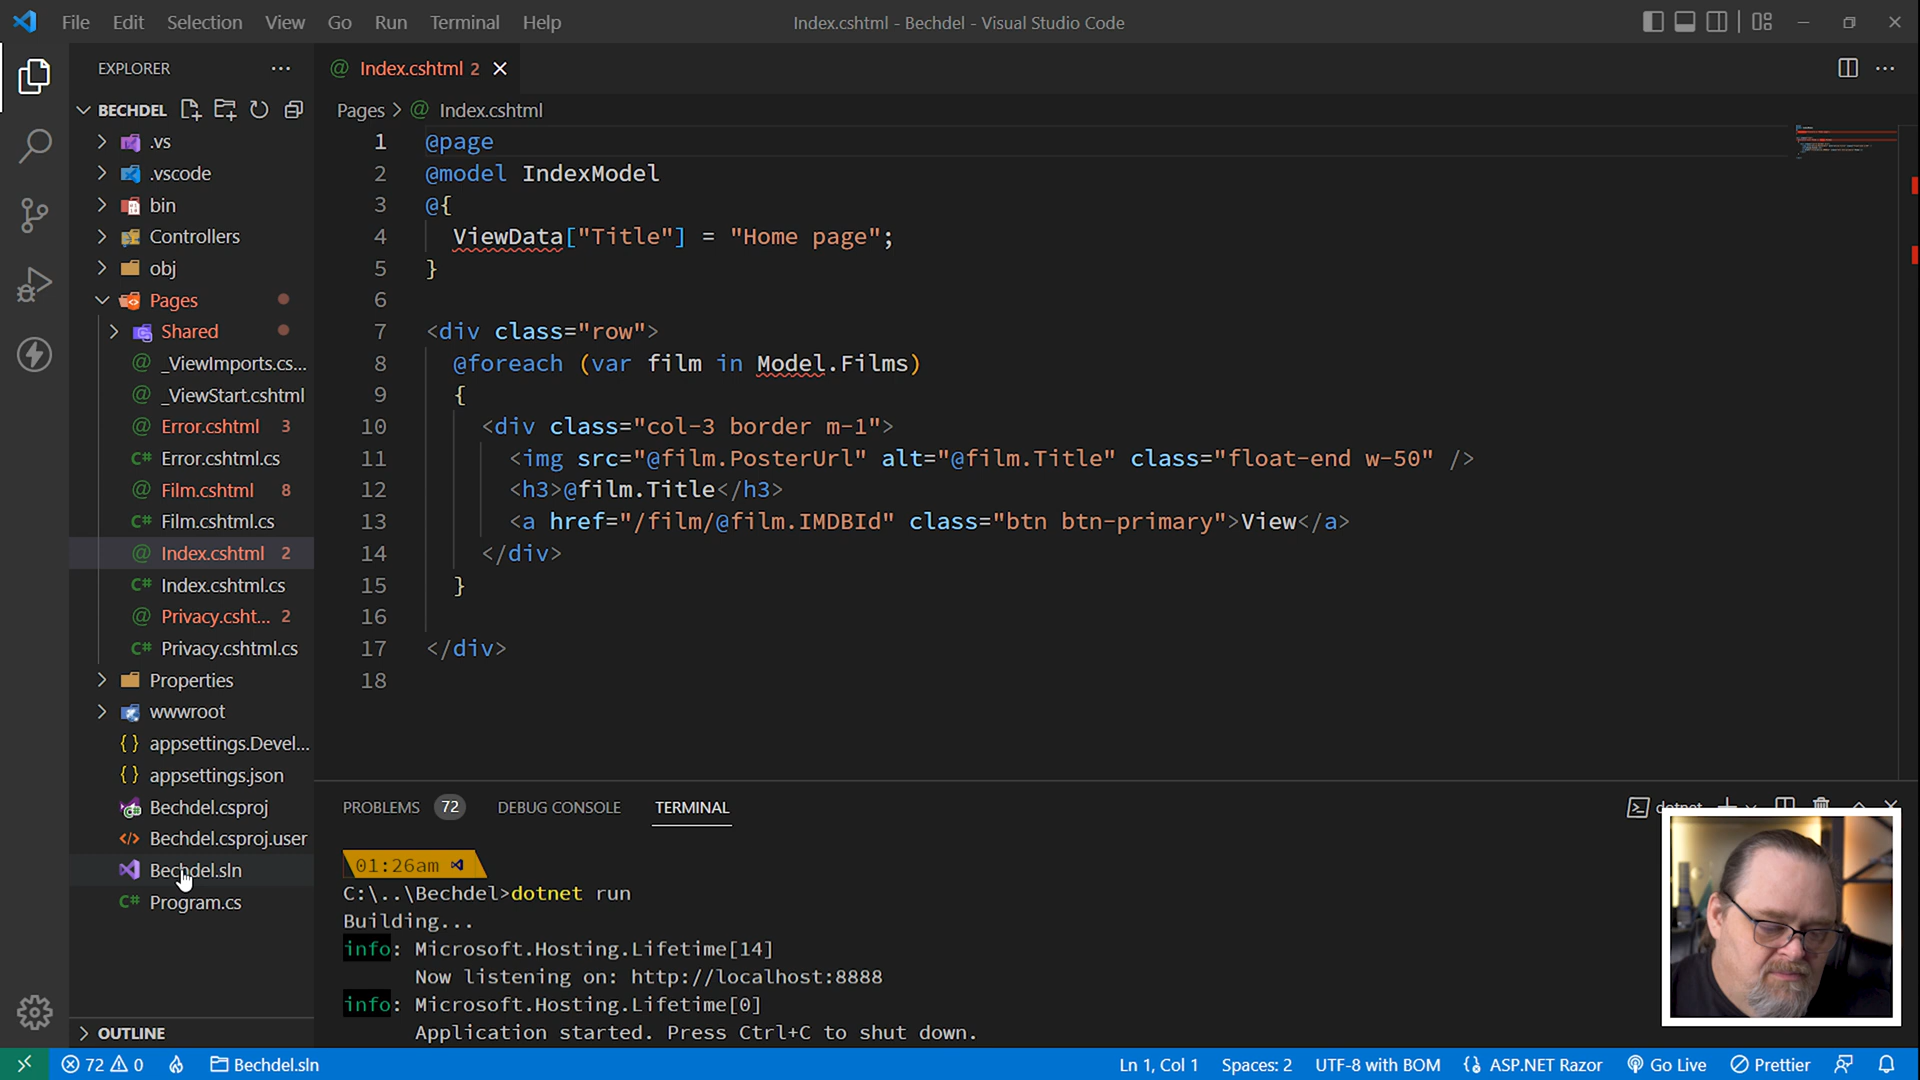 File Edit Selection View Go Run Terminal Help
Index.cshtml - Bechdel - Visual Studio Code
EXPLORER
BECHDEL
.vs
.vscode
bin
Controllers
obj
Pages
Shared
_ViewImports.cs...
_ViewStart.cshtml
Error.cshtml 3
Error.cshtml.cs
Film.cshtml 8
Film.cshtml.cs
Index.cshtml 2
Index.cshtml.cs
Privacy.csht... 2
Privacy.cshtml.cs
Properties
wwwroot
appsettings.Devel...
appsettings.json
Bechdel.csproj
Bechdel.csproj.user
Bechdel.sln
Program.cs
OUTLINE
Index.cshtml 2
Pages > Index.cshtml
1 @page
2 @model IndexModel
3 @{
4 ViewData["Title"] = "Home page";
5 }
6
7 <div class="row">
8 @foreach (var film in Model.Films)
9 {
10 <div class="col-3 border m-1">
11 <img src="@film.PosterUrl" alt="@film.Title" class="float-end w-50" />
12 <h3>@film.Title</h3>
13 <a href="/film/@film.IMDBId" class="btn btn-primary">View</a>
14 </div>
15 }
16
17 </div>
18
PROBLEMS 72 DEBUG CONSOLE TERMINAL
dotnet
01:26am
C:\..\Bechdel>dotnet run
Building...
info: Microsoft.Hosting.Lifetime[14]
Now listening on: http://localhost:8888
info: Microsoft.Hosting.Lifetime[0]
Application started. Press Ctrl+C to shut down.
72 0 Bechdel.sln
Ln 1, Col 1 Spaces: 2 UTF-8 with BOM ASP.NET Razor Go Live Prettier